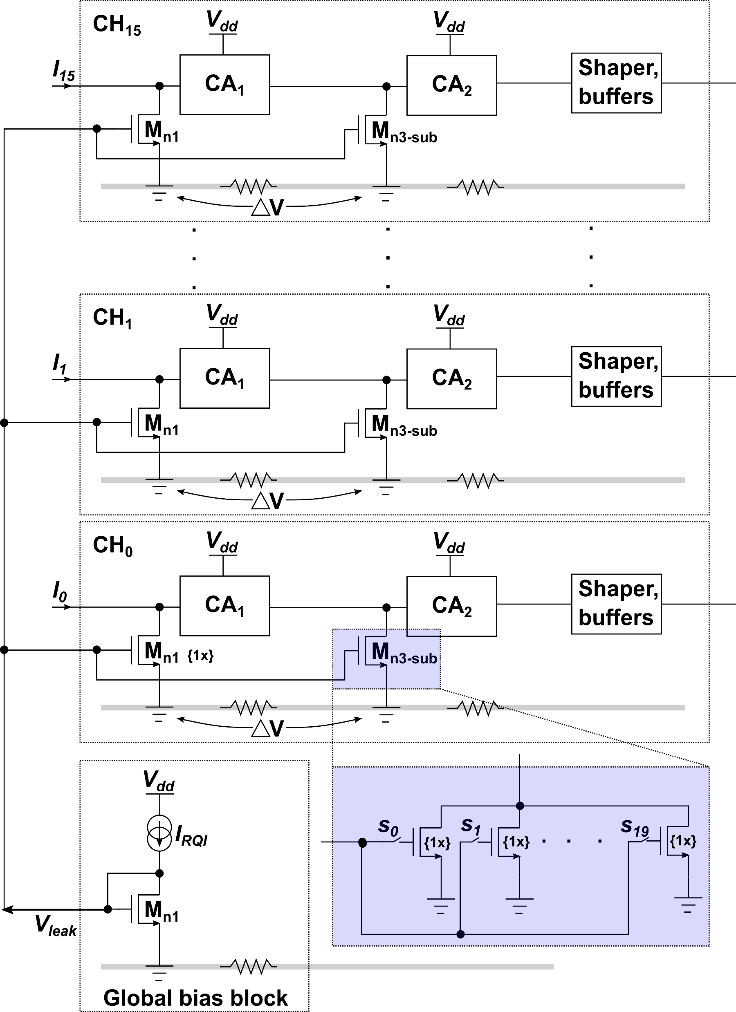 CH15
Vdd
Vdd
I15
CA1
CA2
Shaper,
buffers
Mn1
Mn3-sub
△V
CH1
Vdd
Vdd
I1
CA1
CA2
Shaper,
buffers
Mn1
Mn3-sub
△V
CH0
Vdd
Vdd
I0
CA1
CA2
Shaper,
buffers
Mn1 {1x}
Mn3-sub
△V
Vdd
IRQI
Mn1
Vleak
Global bias block
s0
s1
s19
{1x}
{1x}
{1x}